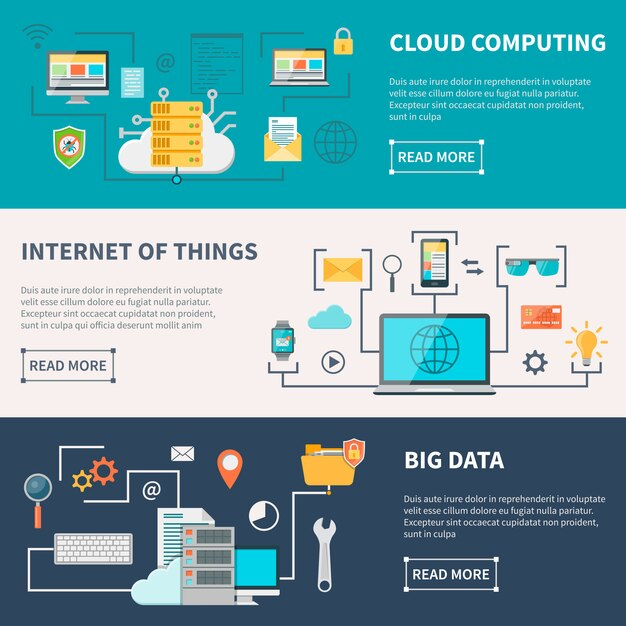 CLOUD COMPUTING
Duis aute irure dolor in reprehenderit in voluptate
velit esse cillum dolore eu fugiat nulla pariatur.
Excepteur sint occaecat cupidatat non proident,
sunt in culpa
READ MORE
@
INTERNET OF THINGS
Duis aute irure dolor in reprehenderit in voluptate
velit esse cillum dolore eu fugiat nulla pariatur.
Excepteur sint occaecat cupidatat non proident,
sunt in culpa qui officia deserunt
READ MORE
@
BIG DATA
Duis aute irure dolor in reprehenderit in voluptate
velit esse cillum dolore eu fugiat nulla pariatur.
Excepteur sint occaecat cupidatat non proident,
sunt in culpa
READ MORE